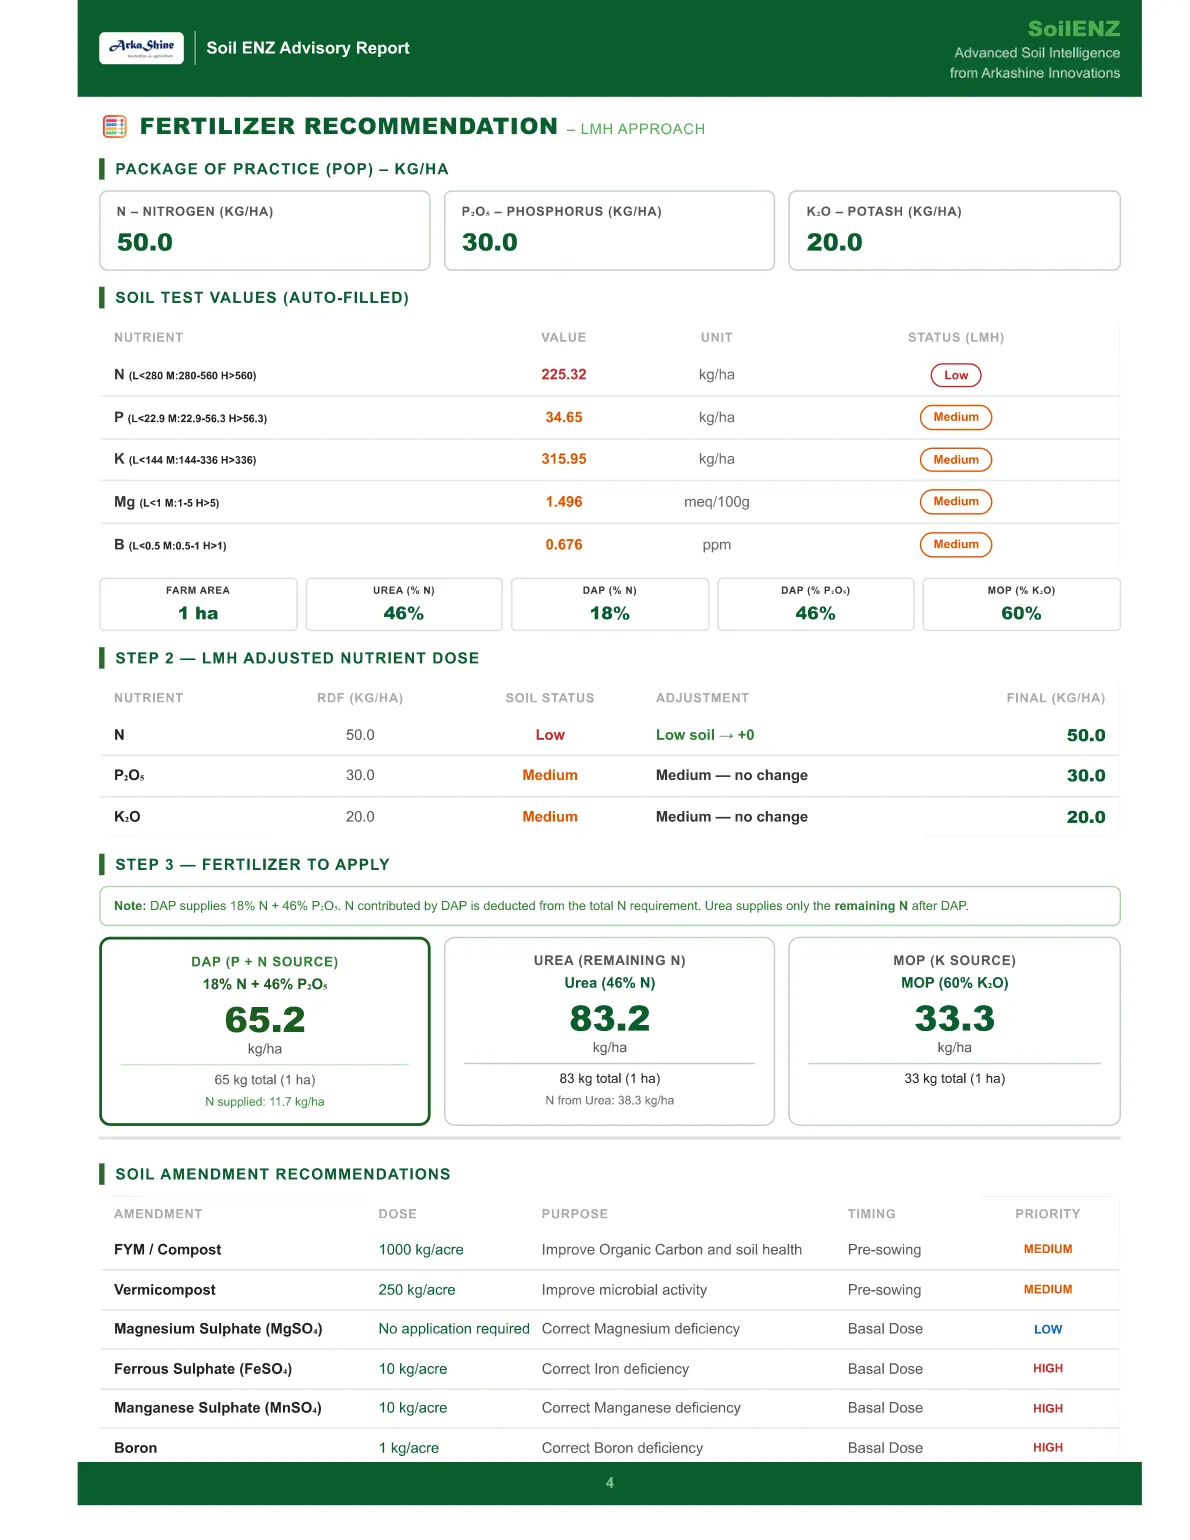 Arka Shine
Innovation in agriculture
Soil ENZ Advisory Report
SoilENZ
Advanced Soil Intelligence
from Arkashine Innovations
FERTILIZER RECOMMENDATION – LMH APPROACH
PACKAGE OF PRACTICE (POP) – KG/HA
N – NITROGEN (KG/HA)
50.0
P₂O₅ – PHOSPHORUS (KG/HA)
30.0
K₂O – POTASH (KG/HA)
20.0
SOIL TEST VALUES (AUTO-FILLED)
NUTRIENT VALUE UNIT STATUS (LMH)
N (L<280 M:280-560 H>560) 225.32 kg/ha Low
P (L<22.9 M:22.9-56.3 H>56.3) 34.65 kg/ha Medium
K (L<144 M:144-336 H>336) 315.95 kg/ha Medium
Mg (L<1 M:1-5 H>5) 1.496 meq/100g Medium
B (L<0.5 M:0.5-1 H>1) 0.676 ppm Medium
FARM AREA
1 ha
UREA (% N)
46%
DAP (% N)
18%
DAP (% P₂O₅)
46%
MOP (% K₂O)
60%
STEP 2 — LMH ADJUSTED NUTRIENT DOSE
NUTRIENT RDF (KG/HA) SOIL STATUS ADJUSTMENT FINAL (KG/HA)
N 50.0 Low Low soil → +0 50.0
P₂O₅ 30.0 Medium Medium — no change 30.0
K₂O 20.0 Medium Medium — no change 20.0
STEP 3 — FERTILIZER TO APPLY
Note: DAP supplies 18% N + 46% P₂O₅. N contributed by DAP is deducted from the total N requirement. Urea supplies only the remaining N after DAP.
DAP (P + N SOURCE)
18% N + 46% P₂O₅
65.2
kg/ha
65 kg total (1 ha)
N supplied: 11.7 kg/ha
UREA (REMAINING N)
Urea (46% N)
83.2
kg/ha
83 kg total (1 ha)
N from Urea: 38.3 kg/ha
MOP (K SOURCE)
MOP (60% K₂O)
33.3
kg/ha
33 kg total (1 ha)
SOIL AMENDMENT RECOMMENDATIONS
AMENDMENT DOSE PURPOSE TIMING PRIORITY
FYM / Compost 1000 kg/acre Improve Organic Carbon and soil health Pre-sowing MEDIUM
Vermicompost 250 kg/acre Improve microbial activity Pre-sowing MEDIUM
Magnesium Sulphate (MgSO₄) No application required Correct Magnesium deficiency Basal Dose LOW
Ferrous Sulphate (FeSO₄) 10 kg/acre Correct Iron deficiency Basal Dose HIGH
Manganese Sulphate (MnSO₄) 10 kg/acre Correct Manganese deficiency Basal Dose HIGH
Boron 1 kg/acre Correct Boron deficiency Basal Dose HIGH
4